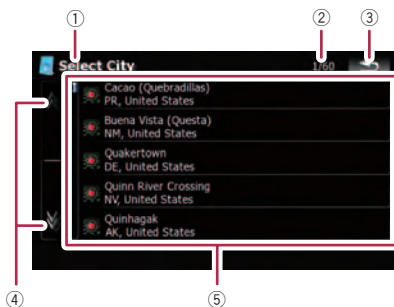 ① ② ③
Select City 1/60
Cacao (Quebradillas)
PR, United States
Buena Vista (Questa)
NM, United States
Quakertown
DE, United States
Quinn River Crossing
NV, United States
Quinhagak
AK, United States
④ ⑤